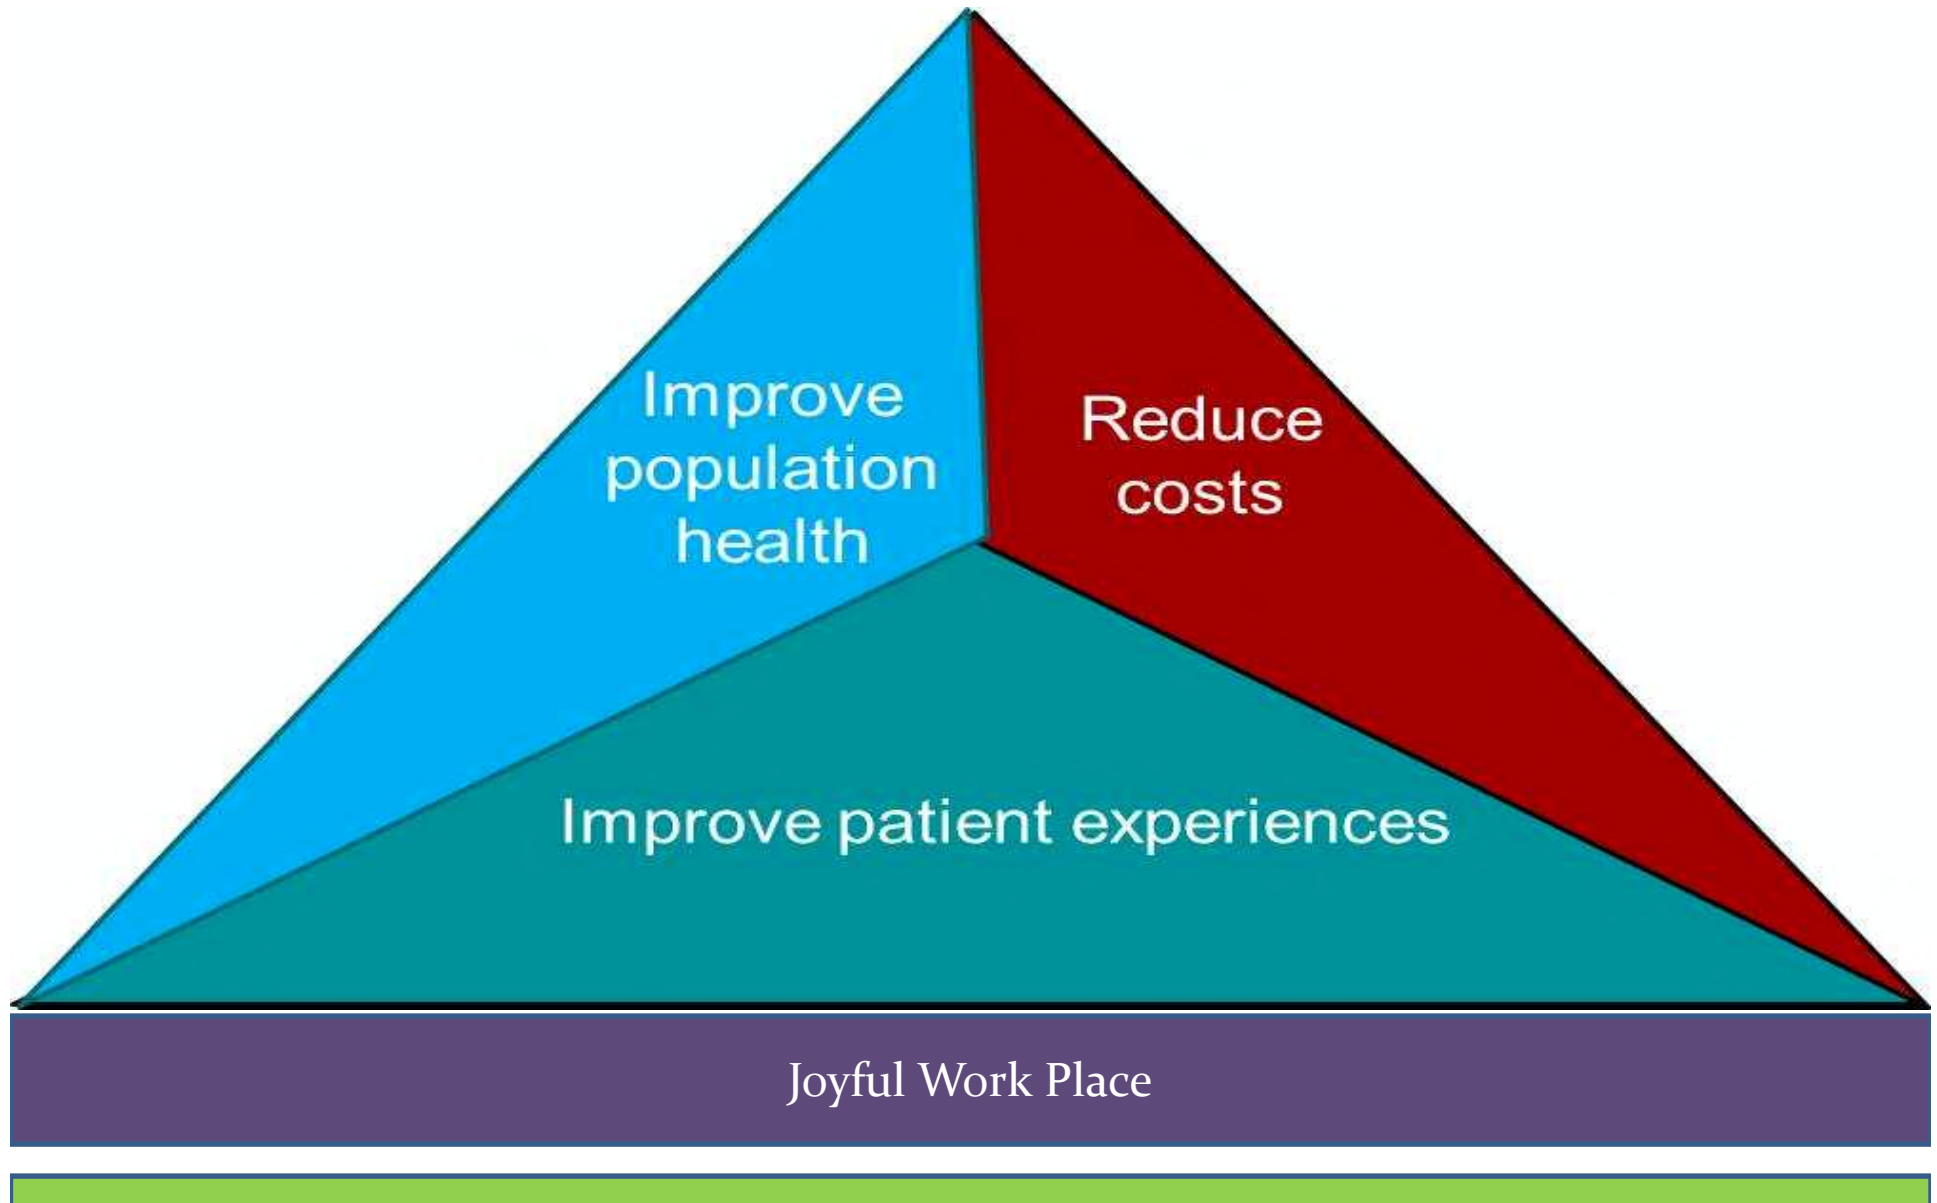 Improve
population
health
Reduce
costs
Improve patient experiences
Joyful Work Place